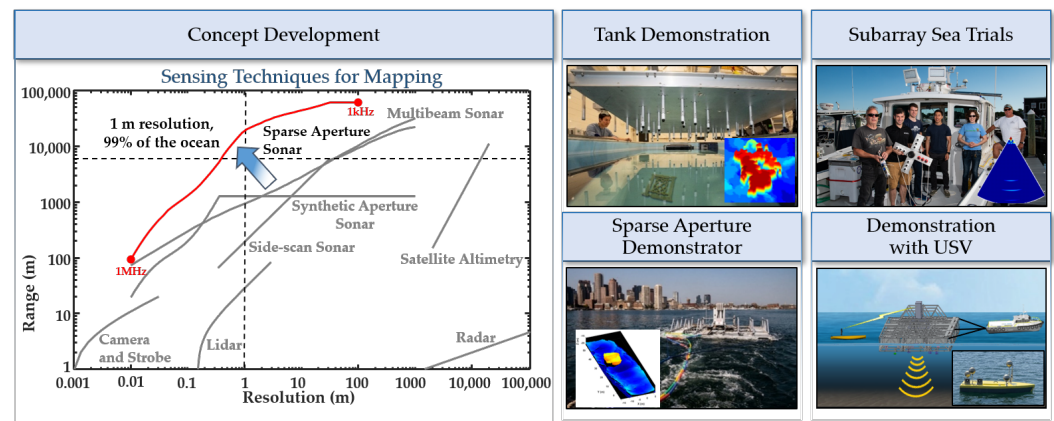 Concept Development
Sensing Techniques for Mapping
100,000
10,000
1000
100
10
1
Range (m)
1 m resolution,
99% of the ocean
Sparse Aperture
Sonar
1kHz
Multibeam Sonar
Synthetic Aperture
Sonar
Side-scan Sonar
Satellite Altimetry
1MHz
Camera
and Strobe
Lidar
Radar
0.001
0.01
0.1
1
10
100
1000
10,000
100,000
Resolution (m)
Tank Demonstration
Subarray Sea Trials
Sparse Aperture
Demonstrator
Demonstration
with USV